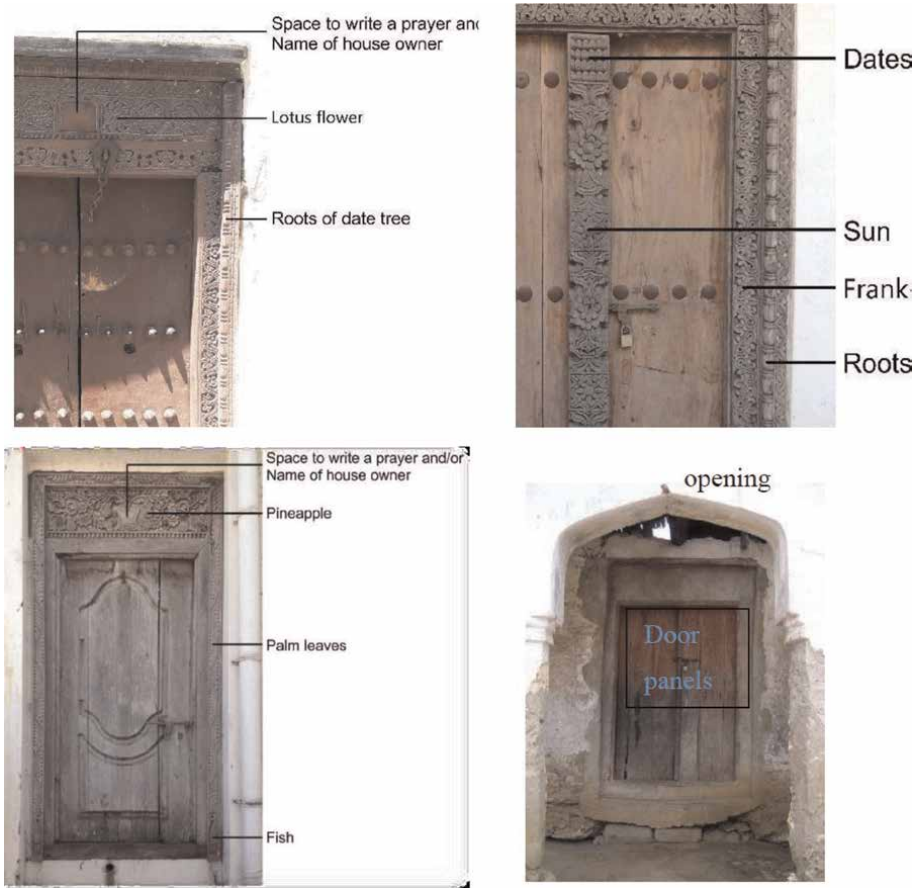 Space to write a prayer and
Name of house owner
Lotus flower
Roots of date tree
Dates
Sun
Frank-
Roots
Space to write a prayer and/or
Name of house owner
Pineapple
Palm leaves
Fish
opening
Door
panels